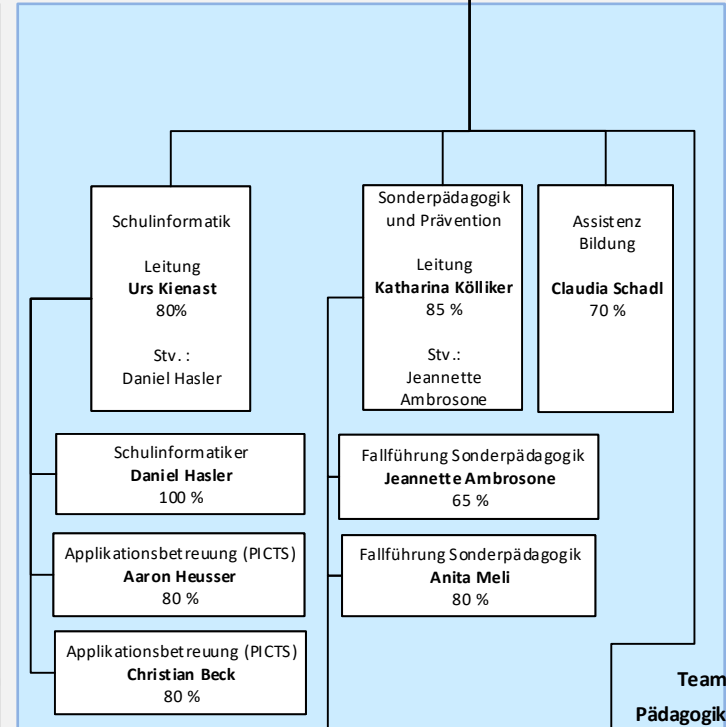 Schulinformatik
Leitung
Urs Kienast
80%
Stv. :
Daniel Hasler
Schulinformatiker
Daniel Hasler
100 %
Applikationsbetreuung (PICTS)
Aaron Heusser
80 %
Applikationsbetreuung (PICTS)
Christian Beck
80 %
Sonderpädagogik
und Prävention
Leitung
Katharina Kölliker
85 %
Stv.:
Jeannette
Ambrosone
Fallführung Sonderpädagogik
Jeannette Ambrosone
65 %
Fallführung Sonderpädagogik
Anita Meli
80 %
Assistenz
Bildung
Claudia Schadl
70 %
Team
Pädagogik